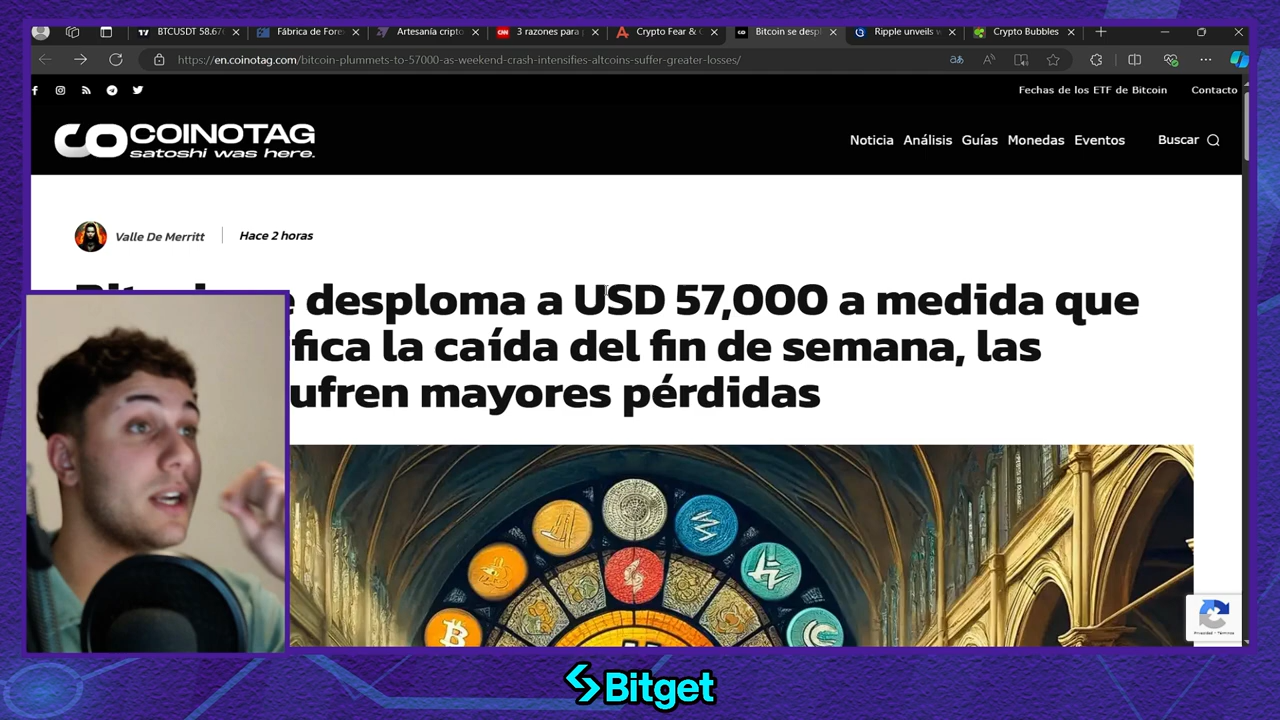 BTCUSDT 58.67
Fábrica de Fore
Artesanía cripto
CNN
3 razones para
Crypto Fear & 
Bitcoin se despl
Ripple unveils w
Crypto Bubbles
https://en.coinotag.com/bitcoin-plummets-to-57000-as-weekend-crash-intensifies-altcoins-suffer-greater-losses/
Fechas de los ETF de Bitcoin
Contacto
COINOTAG
satoshi was here.
Noticia
Análisis
Guías
Monedas
Eventos
Buscar
Valle De Merritt
Hace 2 horas
desploma a USD 57,000 a medida que
fica la caída del fin de semana, las
ufren mayores pérdidas
Privacidad - Términos
Bitget